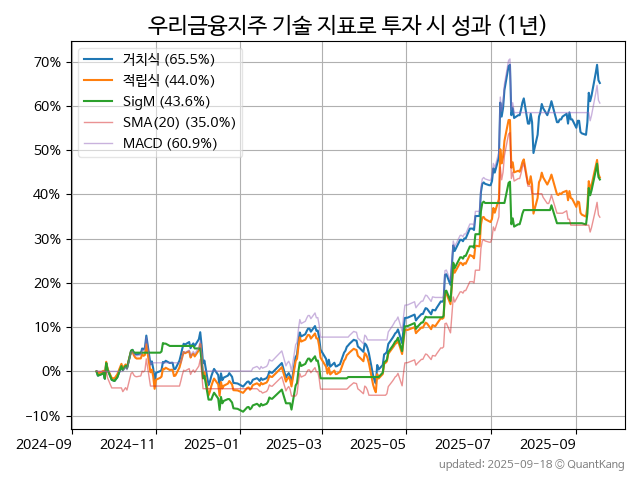 우리금융지주 기술 지표로 투자 시 성과 (1년)
거치식 (65.5%)
적립식 (44.0%)
SigM (43.6%)
SMA(20) (35.0%)
MACD (60.9%)
70%
60%
50%
40%
30%
20%
10%
0%
−10%
2024-09 2024-11 2025-01 2025-03 2025-05 2025-07 2025-09
updated: 2025-09-18 © QuantKang